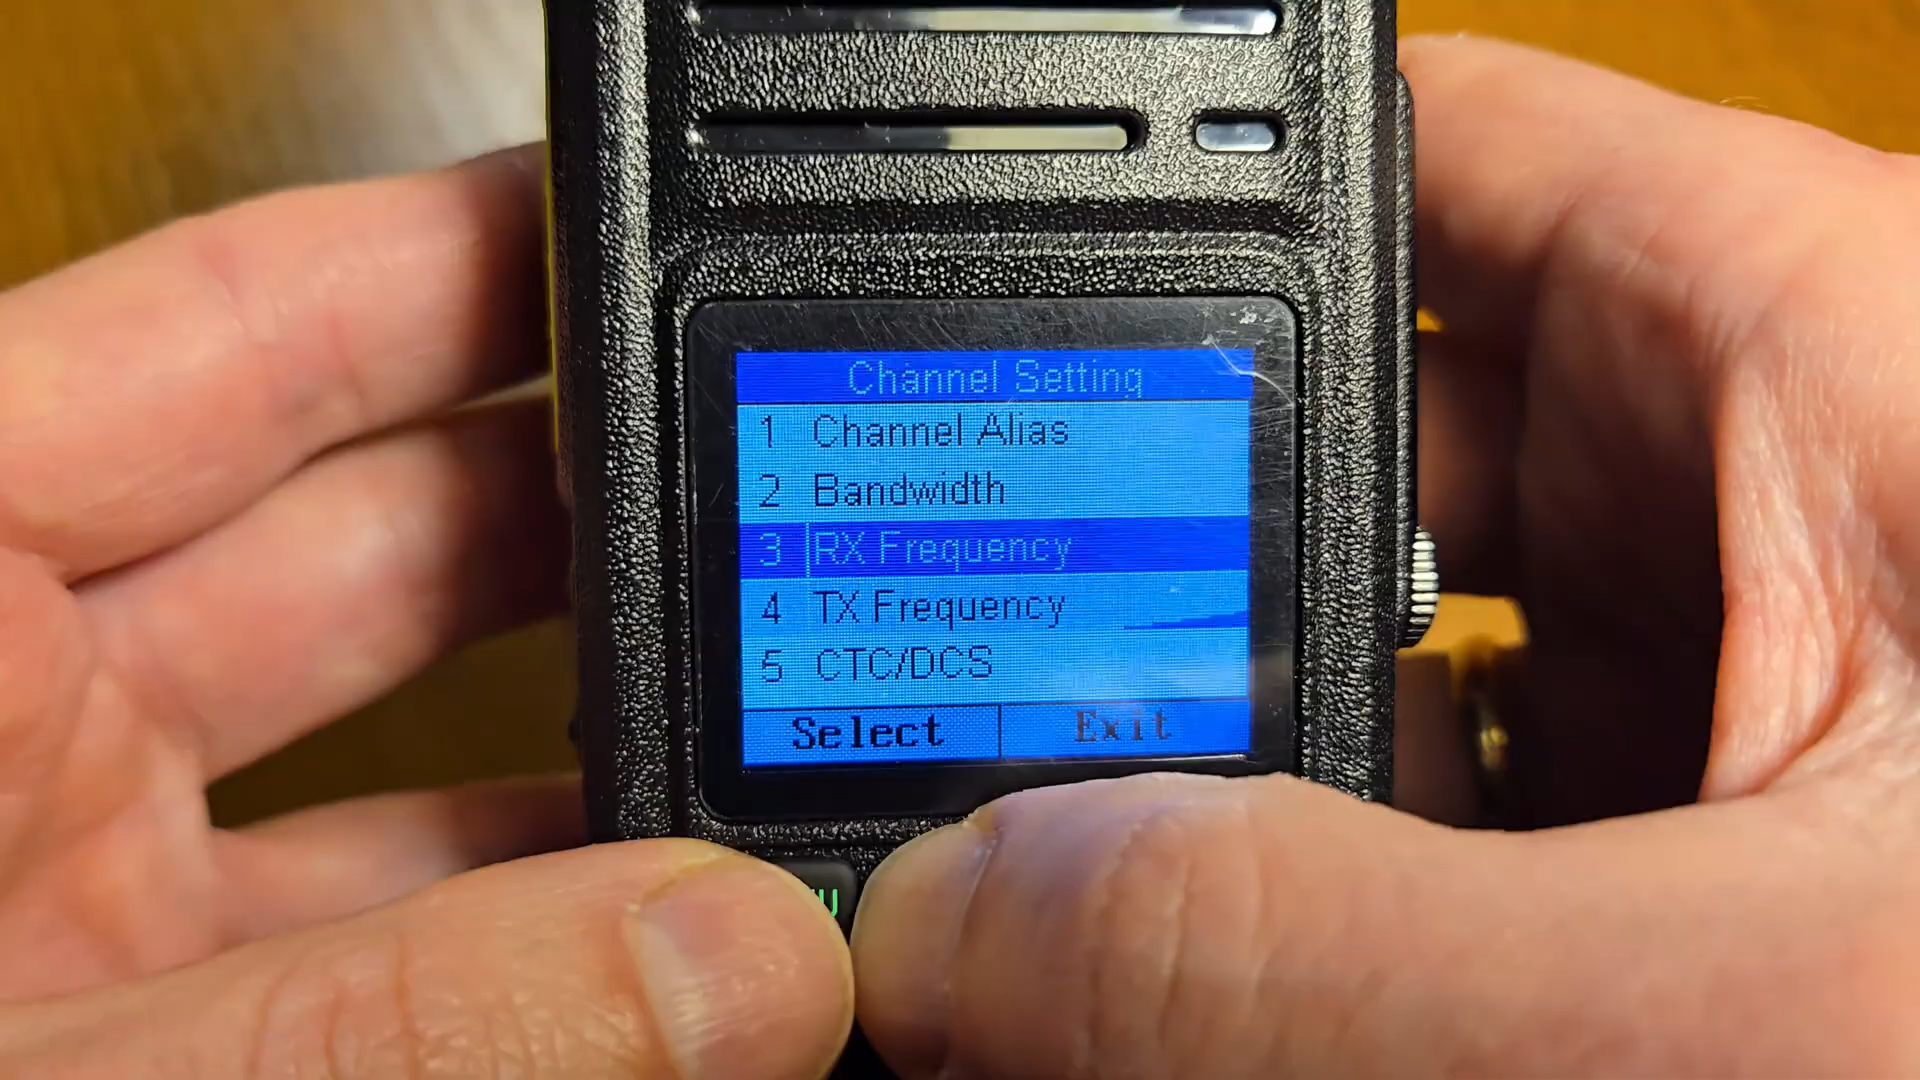 Channel Setting
1 Channel Alias
2 Bandwidth
3 RX Frequency
4 TX Frequency
5 CTC/DCS
Select Exit